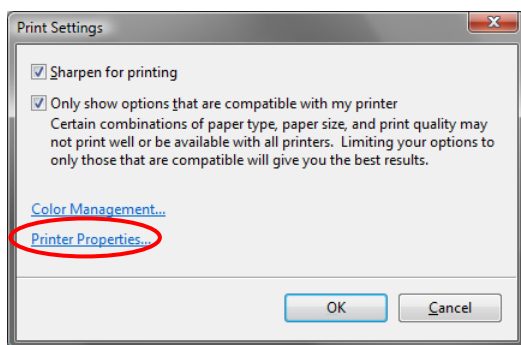 Print Settings
Sharpen for printing
Only show options that are compatible with my printer
Certain combinations of paper type, paper size, and print quality may
not print well or be available with all printers. Limiting your options to
only those that are compatible will give you the best results.
Color Management...
Printer Properties...
OK
Cancel